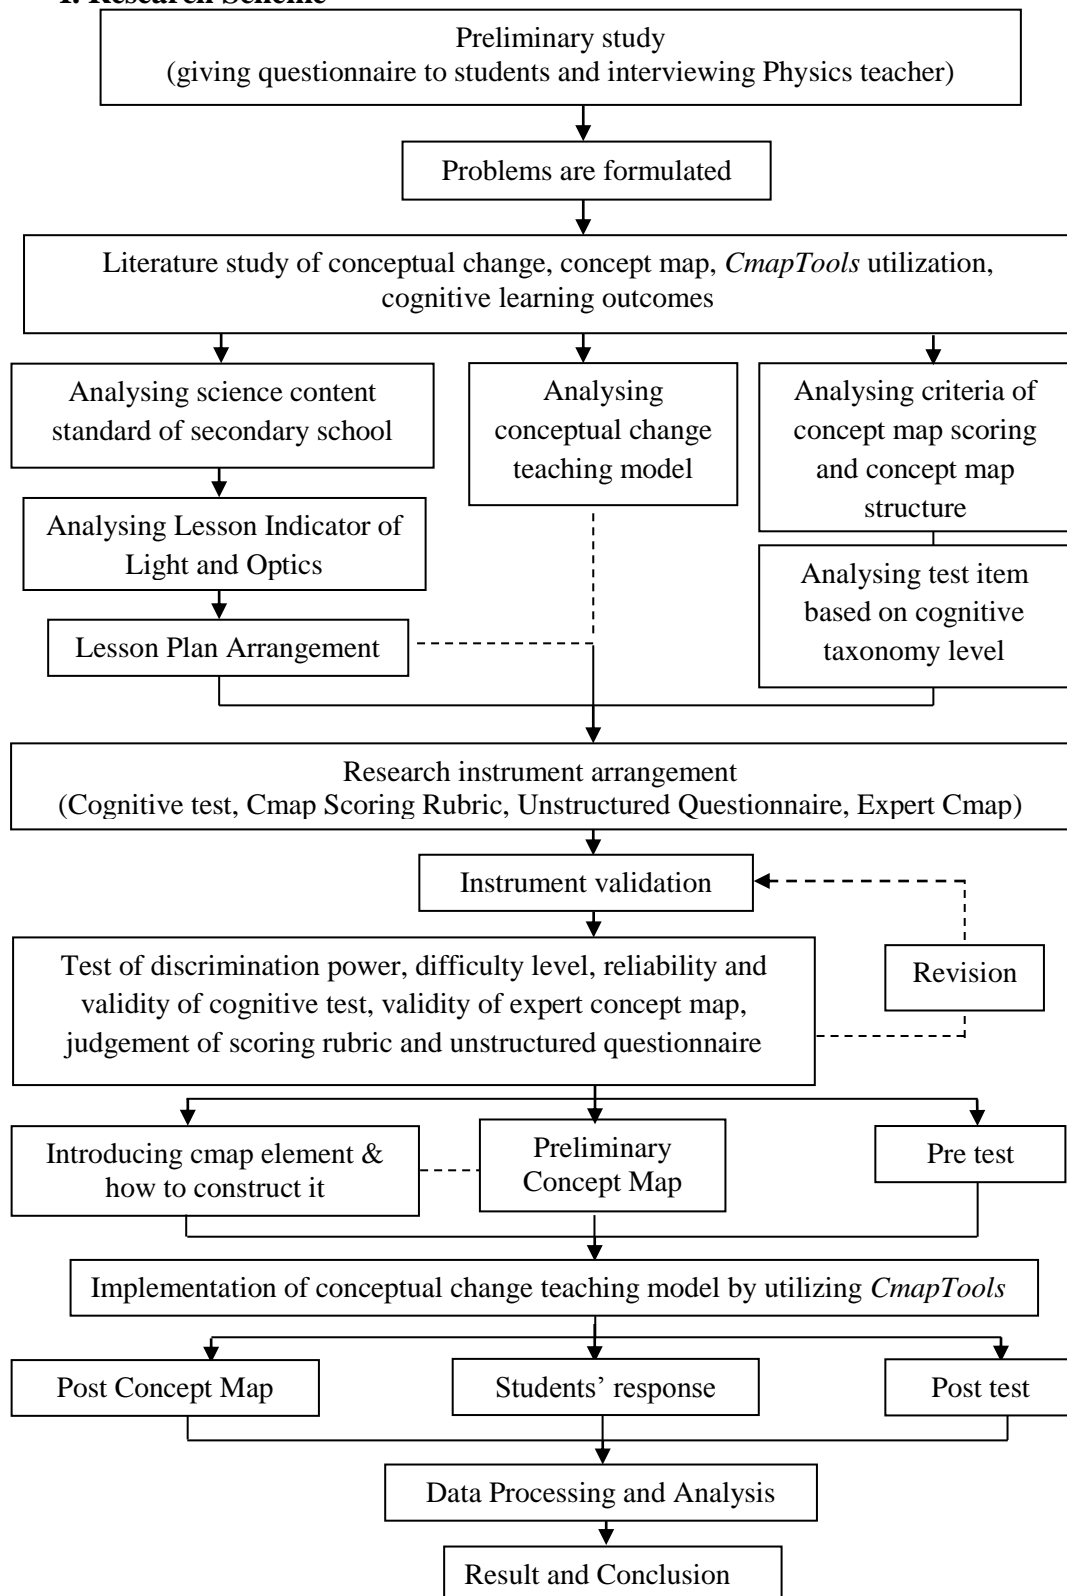 I. Research Scheme
Preliminary study
(giving questionnaire to students and interviewing Physics teacher)
Problems are formulated
Literature study of conceptual change, concept map, CmapTools utilization,
cognitive learning outcomes
Analysing science content
standard of secondary school
Analysing
conceptual change
teaching model
Analysing criteria of
concept map scoring
and concept map
structure
Analysing Lesson Indicator of
Light and Optics
Analysing test item
based on cognitive
taxonomy level
Lesson Plan Arrangement
Research instrument arrangement
(Cognitive test, Cmap Scoring Rubric, Unstructured Questionnaire, Expert Cmap)
Instrument validation
Test of discrimination power, difficulty level, reliability and
validity of cognitive test, validity of expert concept map,
judgement of scoring rubric and unstructured questionnaire
Revision
Introducing cmap element &
how to construct it
Preliminary
Concept Map
Pre test
Implementation of conceptual change teaching model by utilizing CmapTools
Post Concept Map
Students’ response
Post test
Data Processing and Analysis
Result and Conclusion